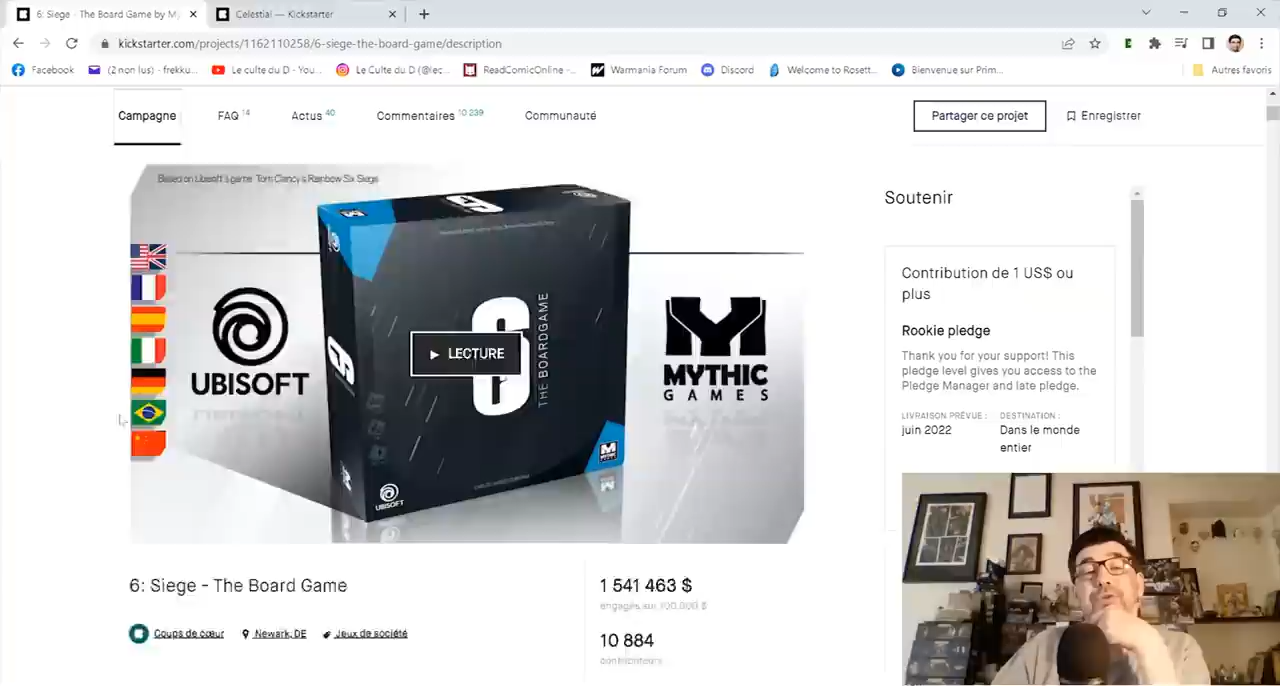 6: Siege - The Board Game by My
Celestial — Kickstarter
kickstarter.com/projects/1162110258/6-siege-the-board-game/description
Facebook
(2 non lus) - frekku...
Le culte du D - You...
Le Culte du D (@lec...
ReadComicOnline -...
Warmania Forum
Discord
Welcome to Rosett...
Bienvenue sur Prim...
Autres favoris
Campagne
FAQ 14
Actus 40
Commentaires 10 239
Communauté
Partager ce projet
Enregistrer
Based on Ubisoft's game Tom Clancy's Rainbow Six Siege
UBISOFT
6
THE BOARDGAME
LECTURE
UBISOFT
MYTHIC
GAMES
Soutenir
Contribution de 1 US$ ou
plus
Rookie pledge
Thank you for your support! This
pledge level gives you access to the
Pledge Manager and late pledge.
LIVRAISON PRÉVUE :
juin 2022
DESTINATION :
Dans le monde
entier
6: Siege - The Board Game
Coups de cœur
Newark, DE
Jeux de société
1 541 463 $
engagés sur 100.000 $
10 884
contributeurs